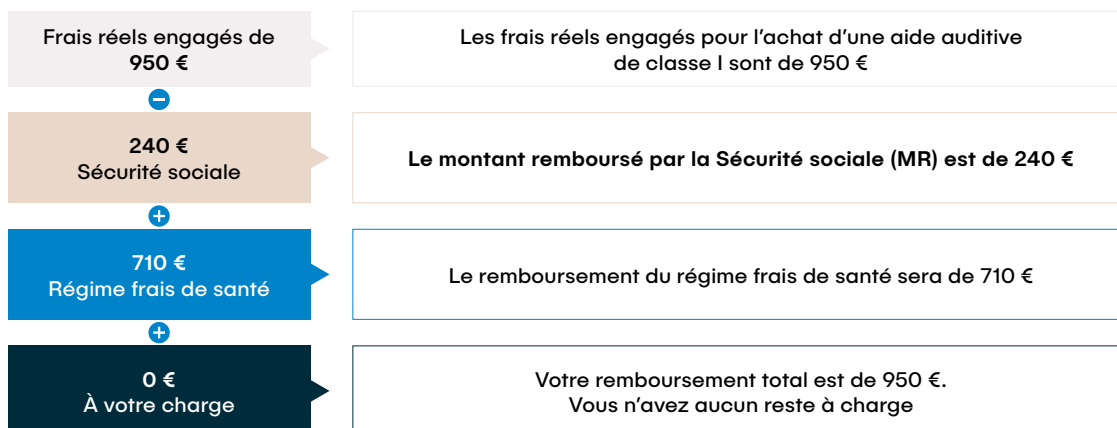 Frais réels engagés de
950 €
Les frais réels engagés pour l’achat d’une aide auditive
de classe I sont de 950 €
240 €
Sécurité sociale
Le montant remboursé par la Sécurité sociale (MR) est de 240 €
710 €
Régime frais de santé
Le remboursement du régime frais de santé sera de 710 €
0 €
À votre charge
Votre remboursement total est de 950 €.
Vous n’avez aucun reste à charge